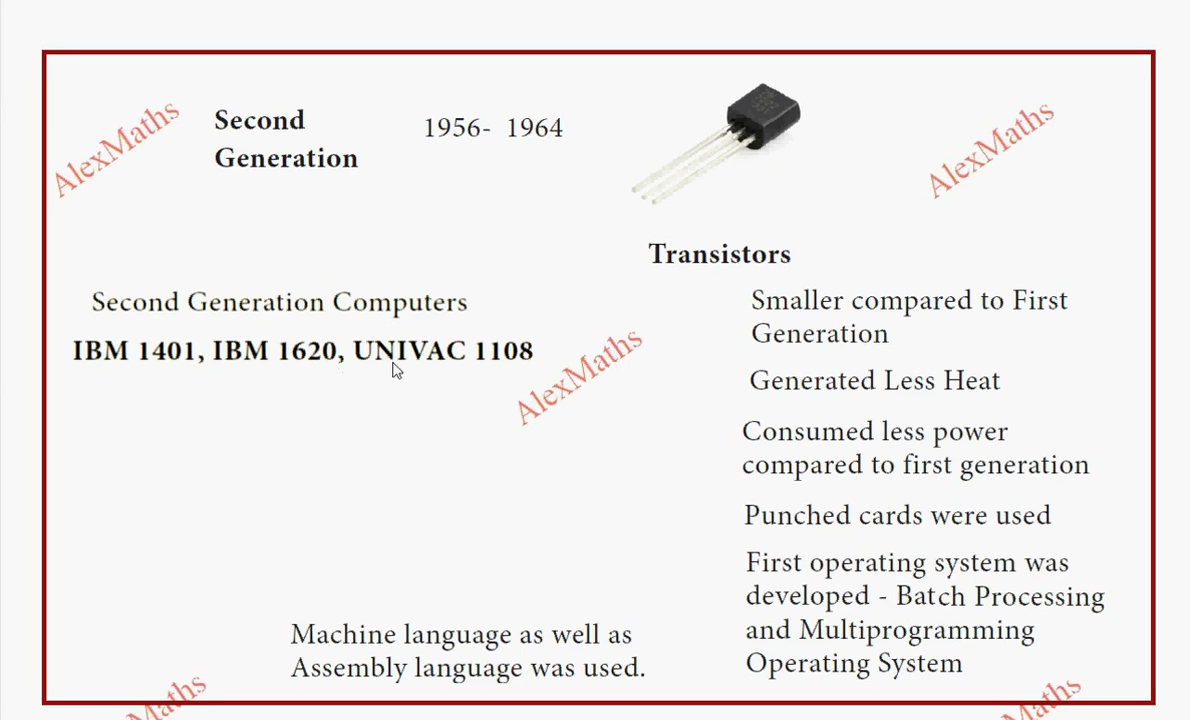 Second
Generation
1956- 1964
AlexMaths
AlexMaths
Transistors
Second Generation Computers
IBM 1401, IBM 1620, UNIVAC 1108
AlexMaths
Smaller compared to First
Generation
Generated Less Heat
Consumed less power
compared to first generation
Punched cards were used
First operating system was
developed - Batch Processing
and Multiprogramming
Operating System
Machine language as well as
Assembly language was used.
xMaths
xMaths